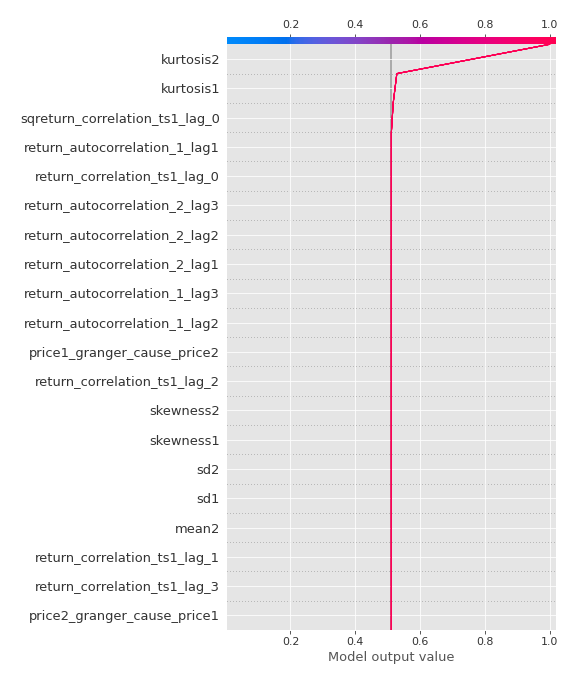 0.2 0.4 0.6 0.8 1.0
kurtosis2
kurtosis1
sqreturn_correlation_ts1_lag_0
return_autocorrelation_1_lag1
return_correlation_ts1_lag_0
return_autocorrelation_2_lag3
return_autocorrelation_2_lag2
return_autocorrelation_2_lag1
return_autocorrelation_1_lag3
return_autocorrelation_1_lag2
price1_granger_cause_price2
return_correlation_ts1_lag_2
skewness2
skewness1
sd2
sd1
mean2
return_correlation_ts1_lag_1
return_correlation_ts1_lag_3
price2_granger_cause_price1
0.2 0.4 0.6 0.8 1.0
Model output value